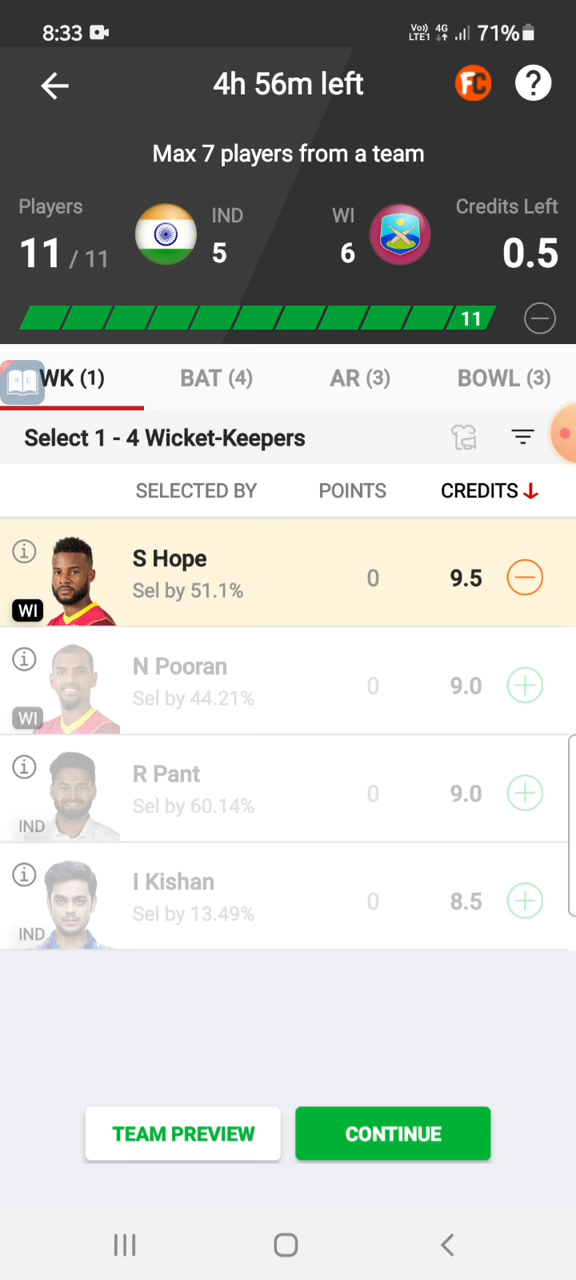 8:33
Vo) 4G LTE1 71%
4h 56m left
FC ?
Max 7 players from a team
Players IND WI Credits Left
11 / 11 5 6 0.5
11
WK (1) BAT (4) AR (3) BOWL (3)
Select 1 - 4 Wicket-Keepers
SELECTED BY POINTS CREDITS
S Hope
Sel by 51.1% 0 9.5
WI
N Pooran
Sel by 44.21% 0 9.0
WI
R Pant
Sel by 60.14% 0 9.0
IND
I Kishan
Sel by 13.49% 0 8.5
IND
TEAM PREVIEW CONTINUE